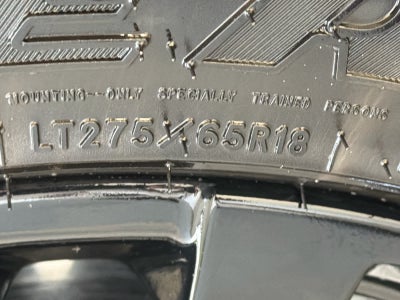 MOUNTING--ONLY SPECIALLY TRAINED PERSONS
LT275/65R18